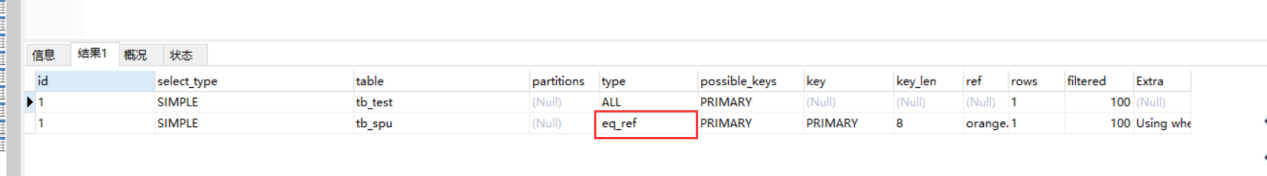 信息 结果1 概况 状态
id select_type table partitions type possible_keys key key_len ref rows filtered Extra
1 SIMPLE tb_test (Null) ALL PRIMARY (Null) (Null) (Null) 1 100 (Null)
1 SIMPLE tb_spu (Null) eq_ref PRIMARY PRIMARY 8 orange. 1 100 Using whe